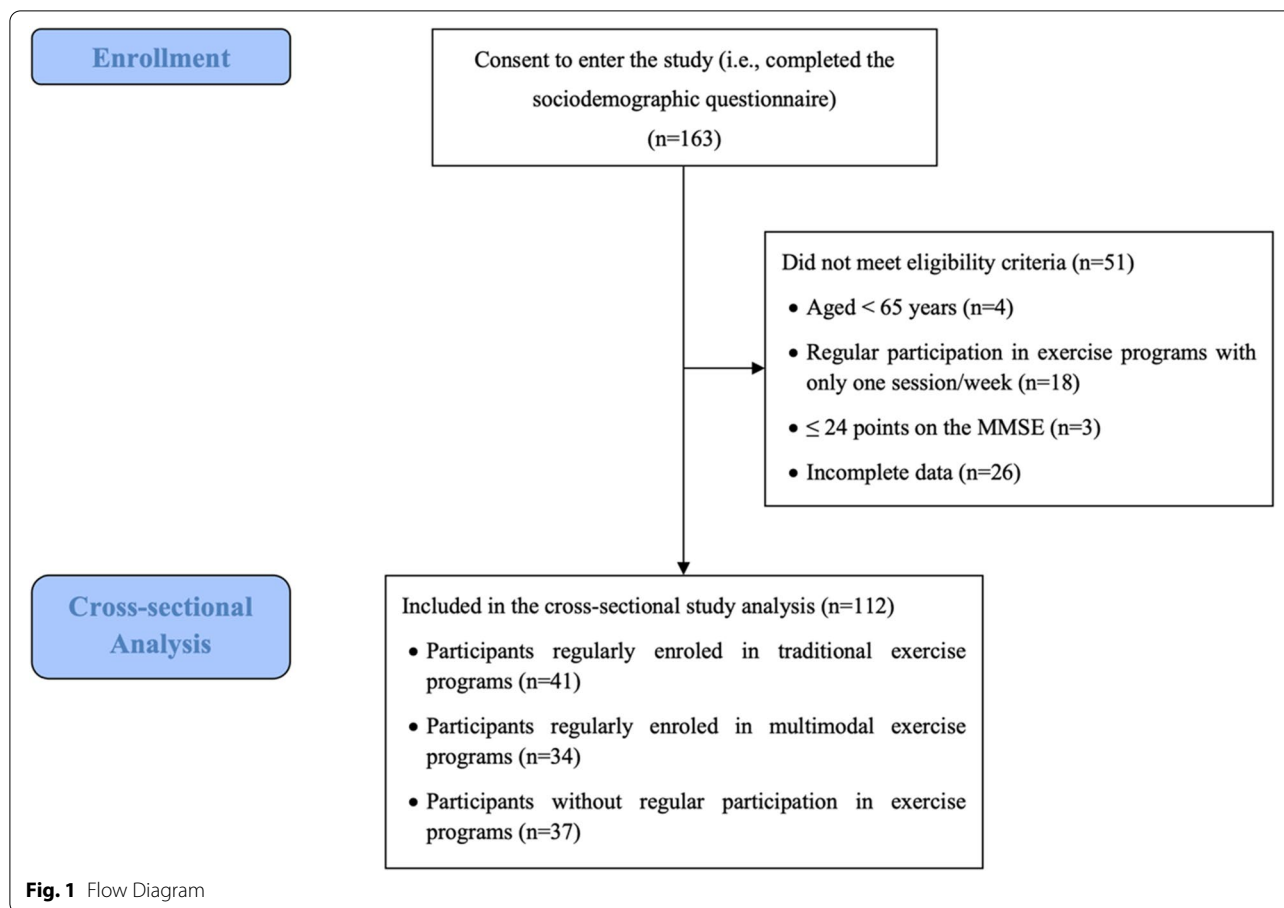 Enrollment
Consent to enter the study (i.e., completed the
sociodemographic questionnaire)
(n=163)
Did not meet eligibility criteria (n=51)
• Aged < 65 years (n=4)
• Regular participation in exercise programs with
only one session/week (n=18)
• ≤ 24 points on the MMSE (n=3)
• Incomplete data (n=26)
Cross-sectional
Analysis
Included in the cross-sectional study analysis (n=112)
• Participants regularly enroled in traditional exercise
programs (n=41)
• Participants regularly enroled in multimodal exercise
programs (n=34)
• Participants without regular participation in exercise
programs (n=37)
Fig. 1 Flow Diagram